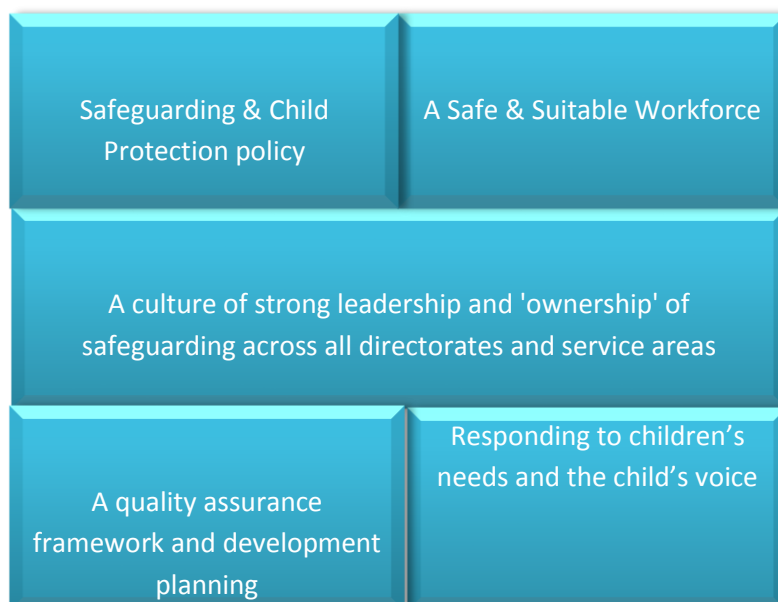 Safeguarding & Child
Protection policy
A Safe & Suitable Workforce
A culture of strong leadership and 'ownership' of
safeguarding across all directorates and service areas
A quality assurance
framework and development
planning
Responding to children’s
needs and the child’s voice